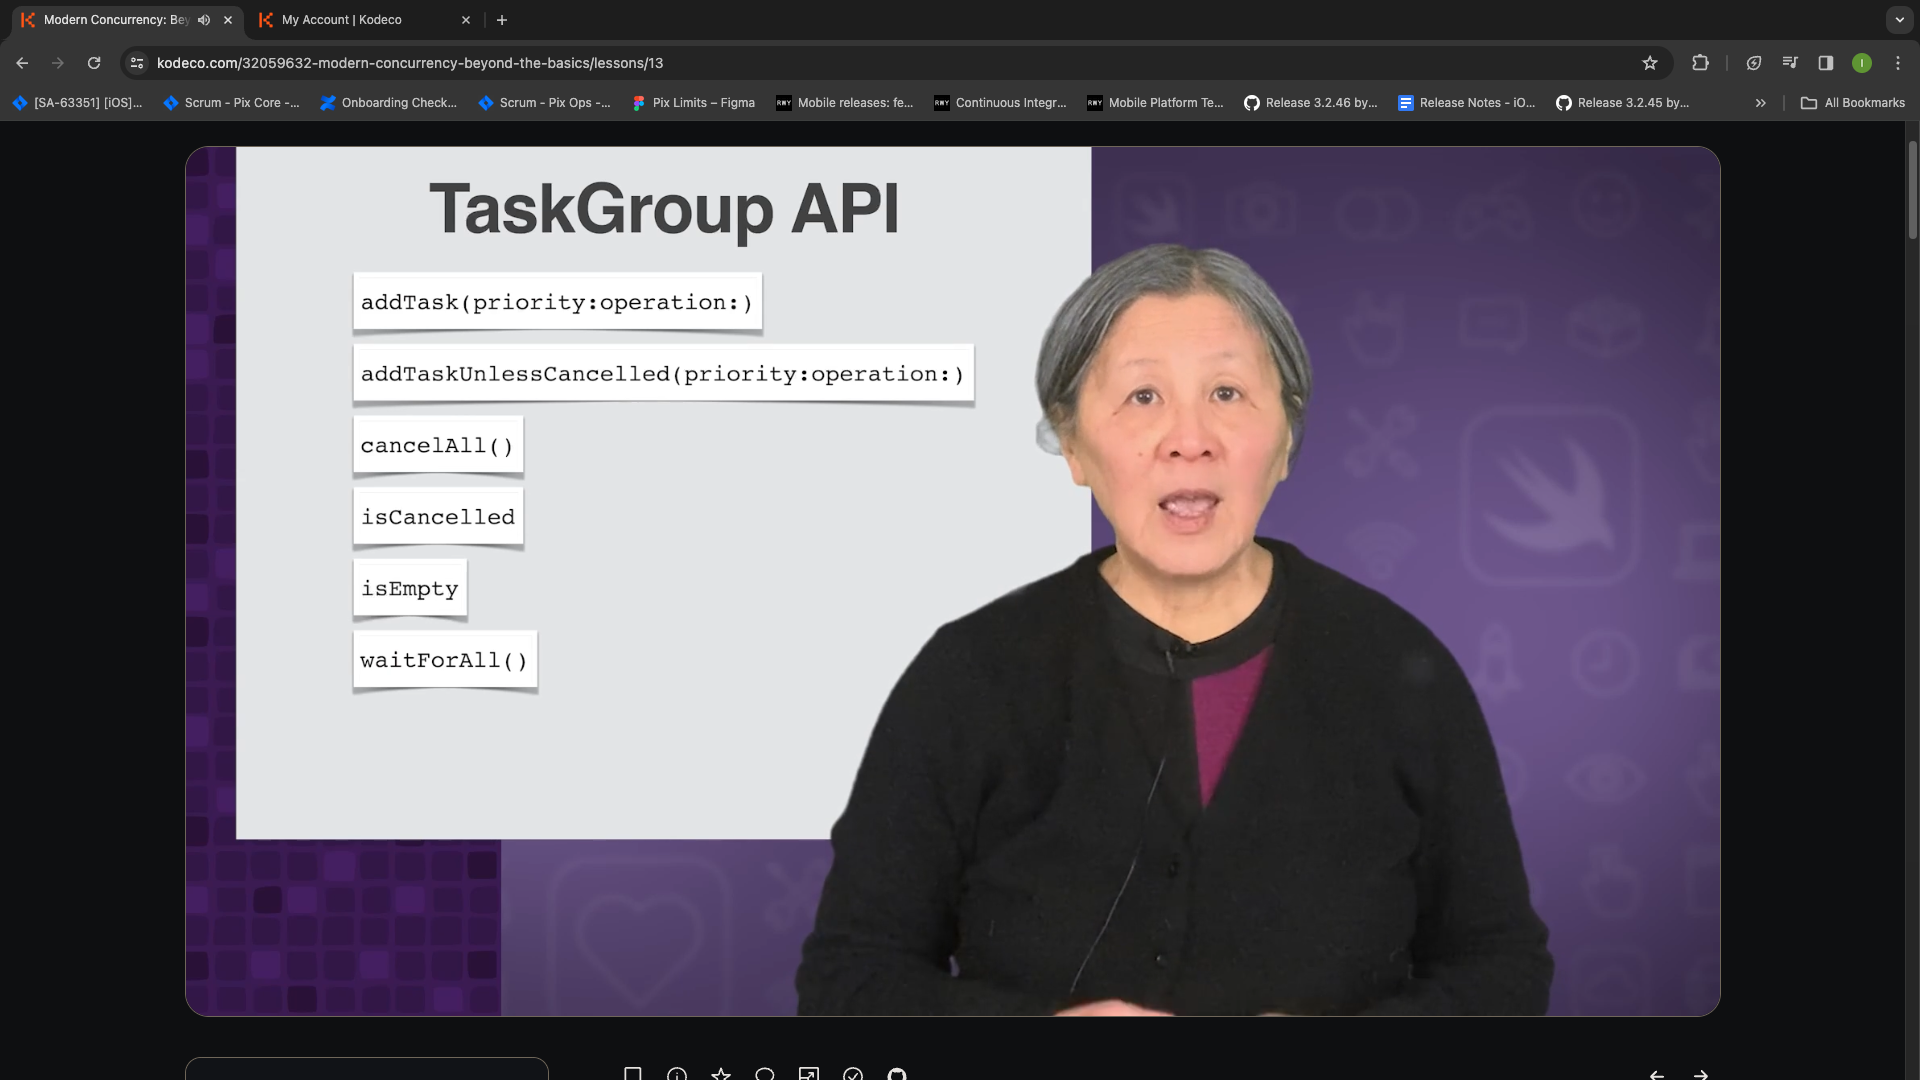 Modern Concurrency: Bey
My Account | Kodeco
kodeco.com/32059632-modern-concurrency-beyond-the-basics/lessons/13
I
[SA-63351] [iOS]...
Scrum - Pix Core -...
Onboarding Check...
Scrum - Pix Ops -...
Pix Limits – Figma
Mobile releases: fe...
Continuous Integr...
Mobile Platform Te...
Release 3.2.46 by...
Release Notes - iO...
Release 3.2.45 by...
All Bookmarks
TaskGroup API
addTask(priority:operation:)
addTaskUnlessCancelled(priority:operation:)
cancelAll()
isCancelled
isEmpty
waitForAll()